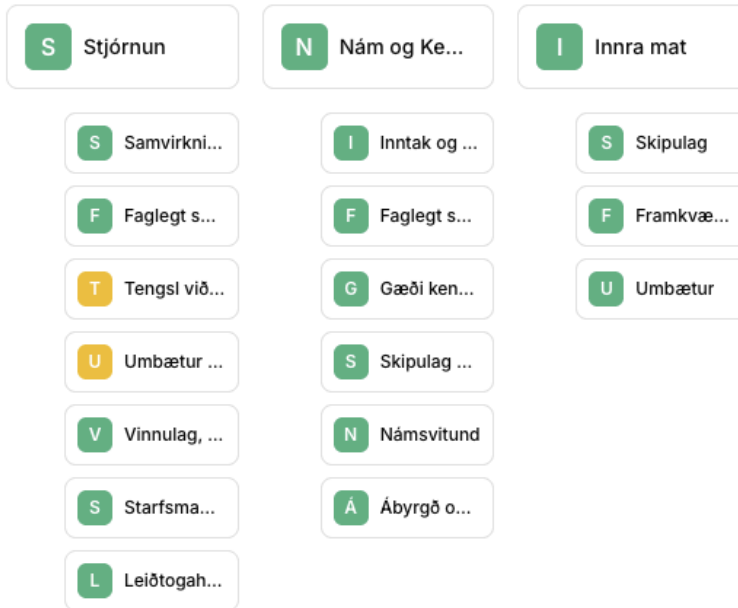 S Stjórnun
S Samvirkni...
F Faglegt s...
T Tengsl við...
U Umbætur ...
V Vinnulag, ...
S Starfsma...
L Leiðtogah...
N Nám og Ke...
I Inntak og ...
F Faglegt s...
G Gæði ken...
S Skipulag ...
N Námsvitund
Á Ábyrgð o...
I Innra mat
S Skipulag
F Framkvæ...
U Umbætur